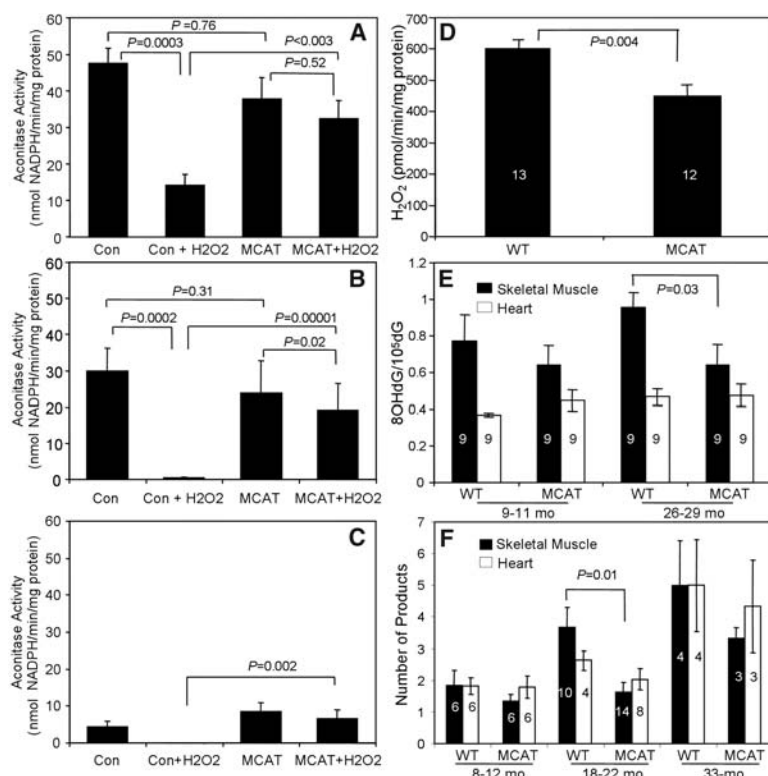 A
Aconitase Activity
(nmol NADPH/min/mg protein)
60
50
40
30
20
10
0
P=0.76
P=0.0003
P<0.003
P=0.52
Con
Con + H2O2
MCAT
MCAT+H2O2
B
Aconitase Activity
(nmol NADPH/min/mg protein)
60
50
40
30
20
10
0
P=0.31
P=0.0002
P=0.00001
P=0.02
Con
Con + H2O2
MCAT
MCAT+H2O2
C
Aconitase Activity
(nmol NADPH/min/mg protein)
60
50
40
30
20
10
0
P=0.002
Con
Con+H2O2
MCAT
MCAT+H2O2
D
H₂O₂ (pmol/min/mg protein)
700
600
500
400
300
200
100
0
P=0.004
13
12
WT
MCAT
E
Skeletal Muscle
Heart
8OHdG/10⁵dG
1
0.8
0.6
0.4
0.2
0
P=0.03
9 9 9 9 9 9 9 9
WT MCAT WT MCAT
9-11 mo 26-29 mo
F
Skeletal Muscle
Heart
Number of Products
7
6
5
4
3
2
1
0
P=0.01
6 6 6 6 10 4 14 8 4 4 3 3
WT MCAT WT MCAT WT MCAT
8-12 mo 18-22 mo 33-mo